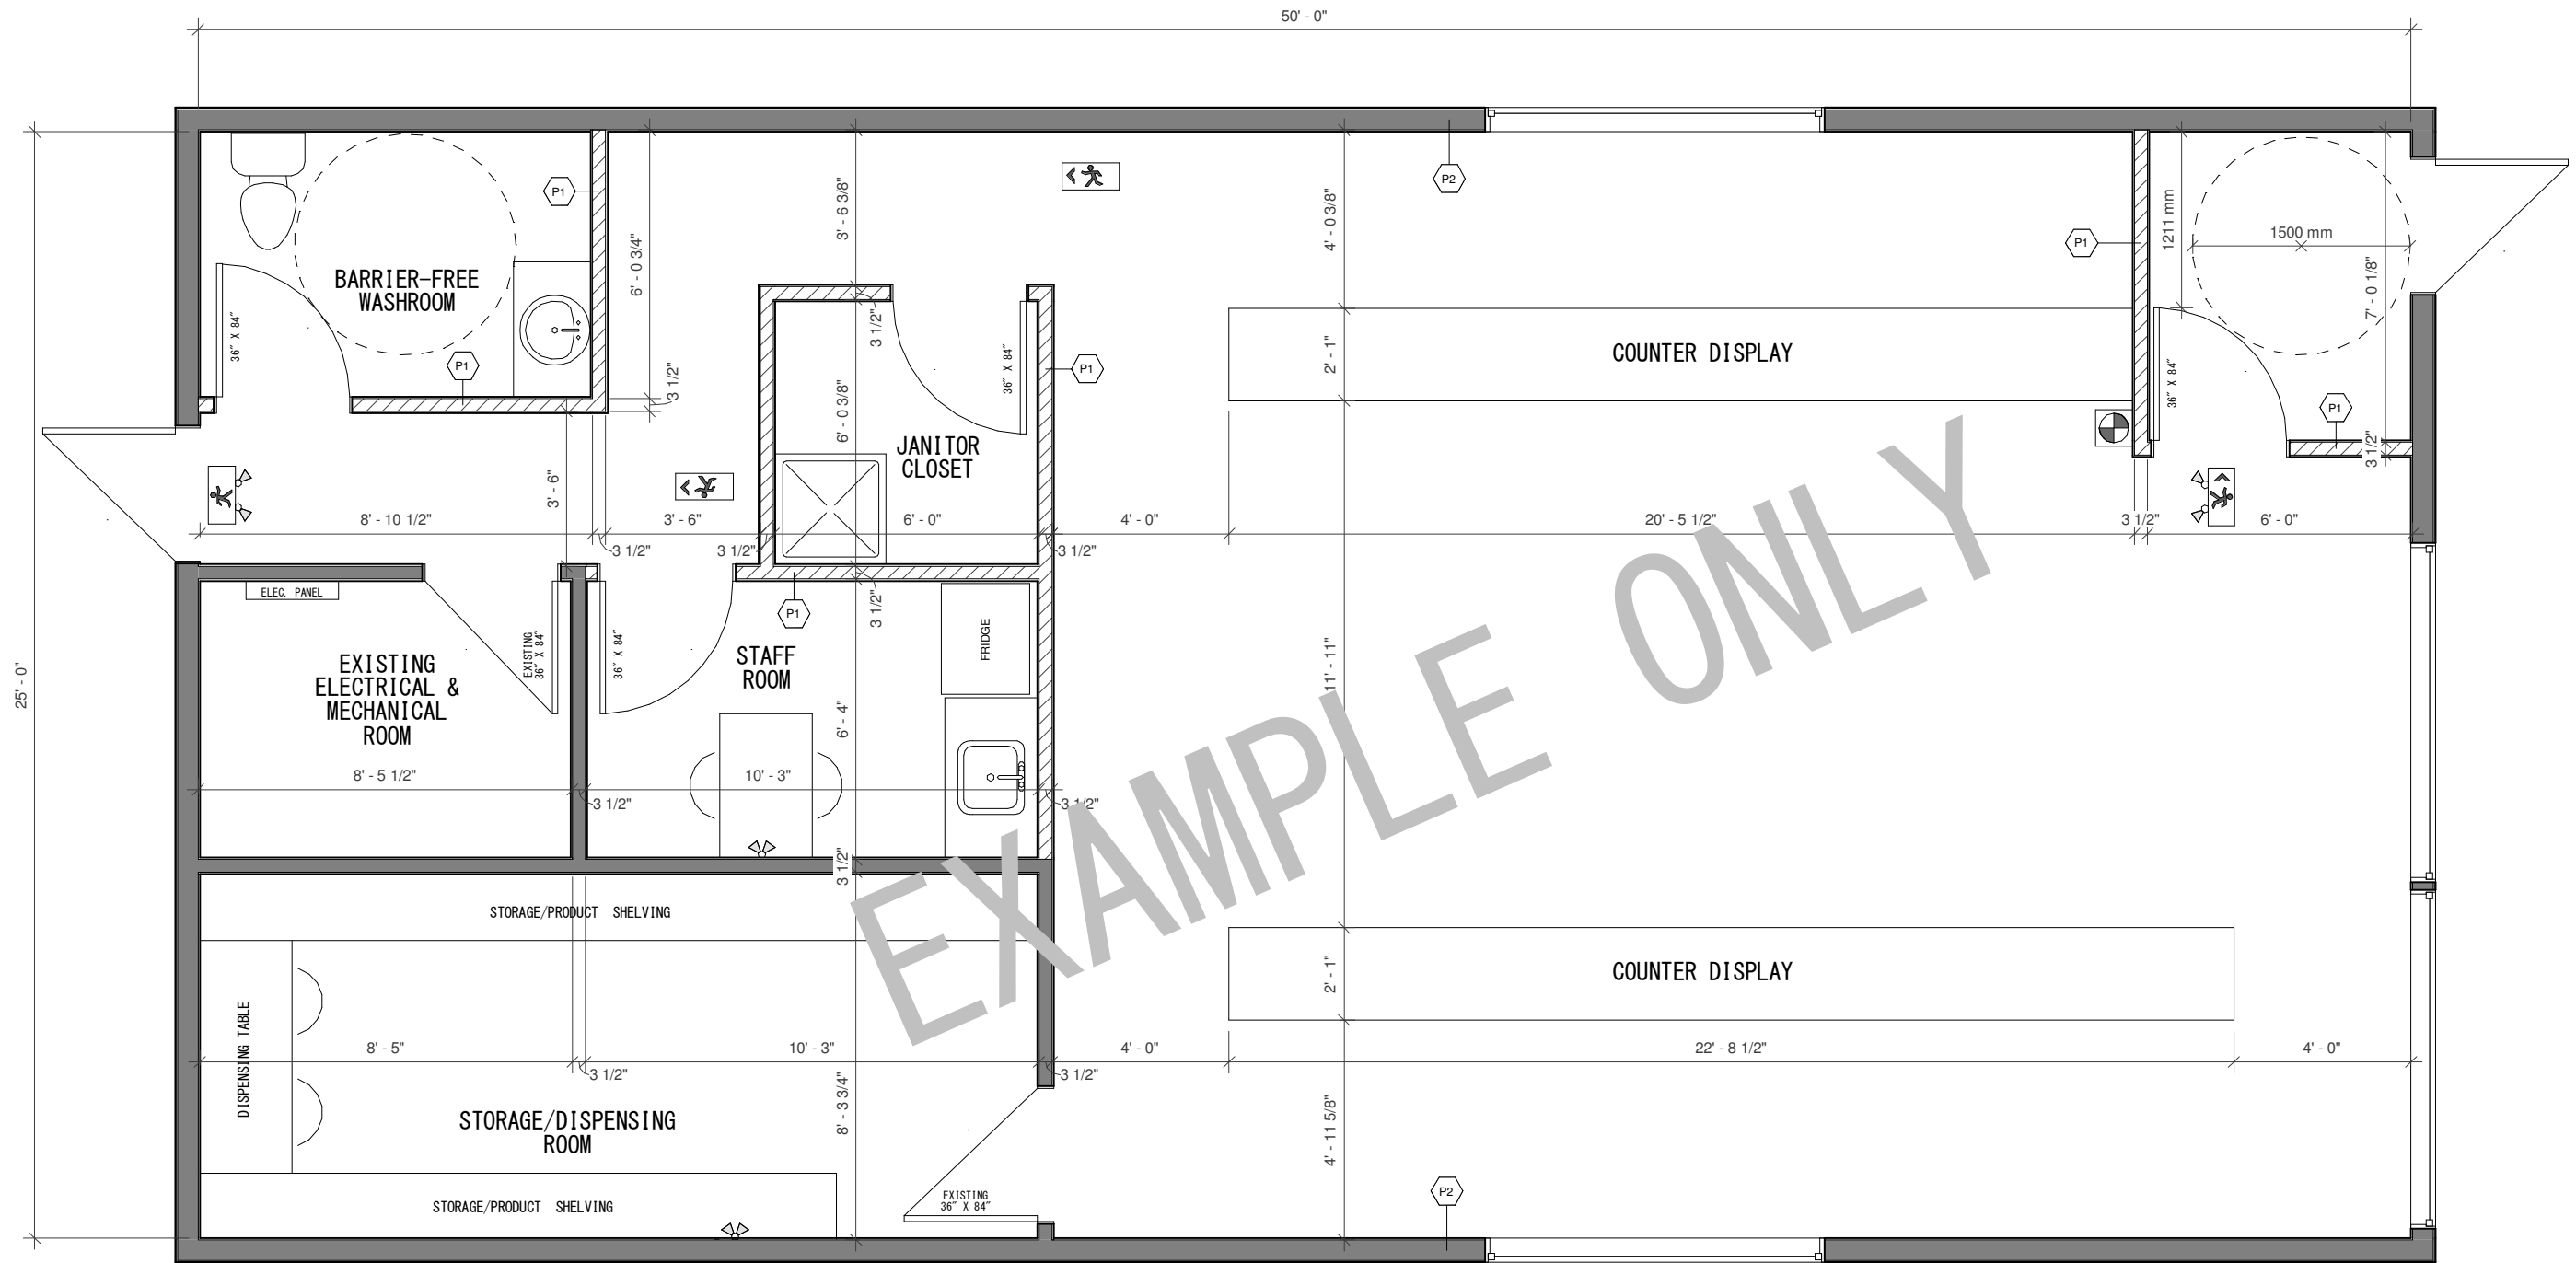 50' - 0"
P1
P2
3' - 6 3/8"
4' - 0 3/8"
6' - 0 3/4"
P1
1211 mm
1500 mm
7' - 0 1/8"
BARRIER-FREE
WASHROOM
36" X 84"
3 1/2"
36" X 84"
2' - 1"
COUNTER DISPLAY
P1
3 1/2"
P1
36" X 84"
P1
6' - 0 3/8"
JANITOR
CLOSET
3 1/2"
3' - 6"
8' - 10 1/2"
3' - 6"
6' - 0"
4' - 0"
20' - 5 1/2"
3 1/2"
6' - 0"
3 1/2"
3 1/2"
3 1/2"
ELEC. PANEL
P1
3 1/2"
FRIDGE
EXISTING
36" X 84"
36" X 84"
STAFF
ROOM
EXISTING
ELECTRICAL &
MECHANICAL
ROOM
25' - 0"
11' - 11"
6' - 4"
8' - 5 1/2"
10' - 3"
3 1/2"
3 1/2"
EXAMPLE ONLY
3 1/2"
STORAGE/PRODUCT SHELVING
COUNTER DISPLAY
2' - 1"
DISPENSING TABLE
8' - 5"
10' - 3"
4' - 0"
22' - 8 1/2"
4' - 0"
3 1/2"
3 1/2"
STORAGE/DISPENSING
ROOM
8' - 3 3/4"
4' - 11 5/8"
EXISTING
36" X 84"
P2
STORAGE/PRODUCT SHELVING